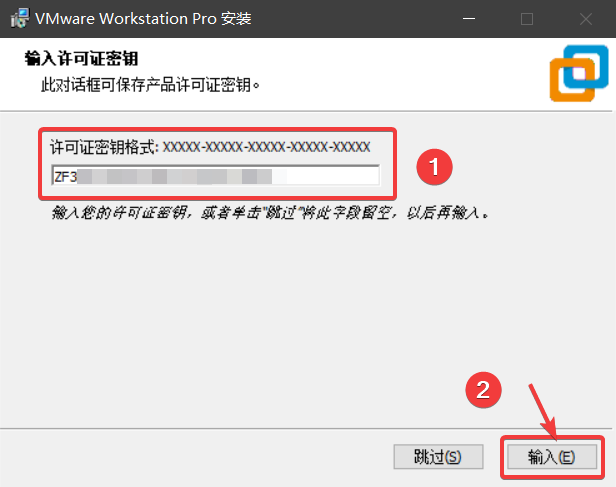 VMware Workstation Pro 安装
输入许可证密钥
此对话框可保存产品许可证密钥。
许可证密钥格式: XXXXX-XXXXX-XXXXX-XXXXX-XXXXX
1
ZF3
输入您的许可证密钥，或者单击"跳过"将此字段留空，以后再输入。
2
跳过(S) 输入(E)